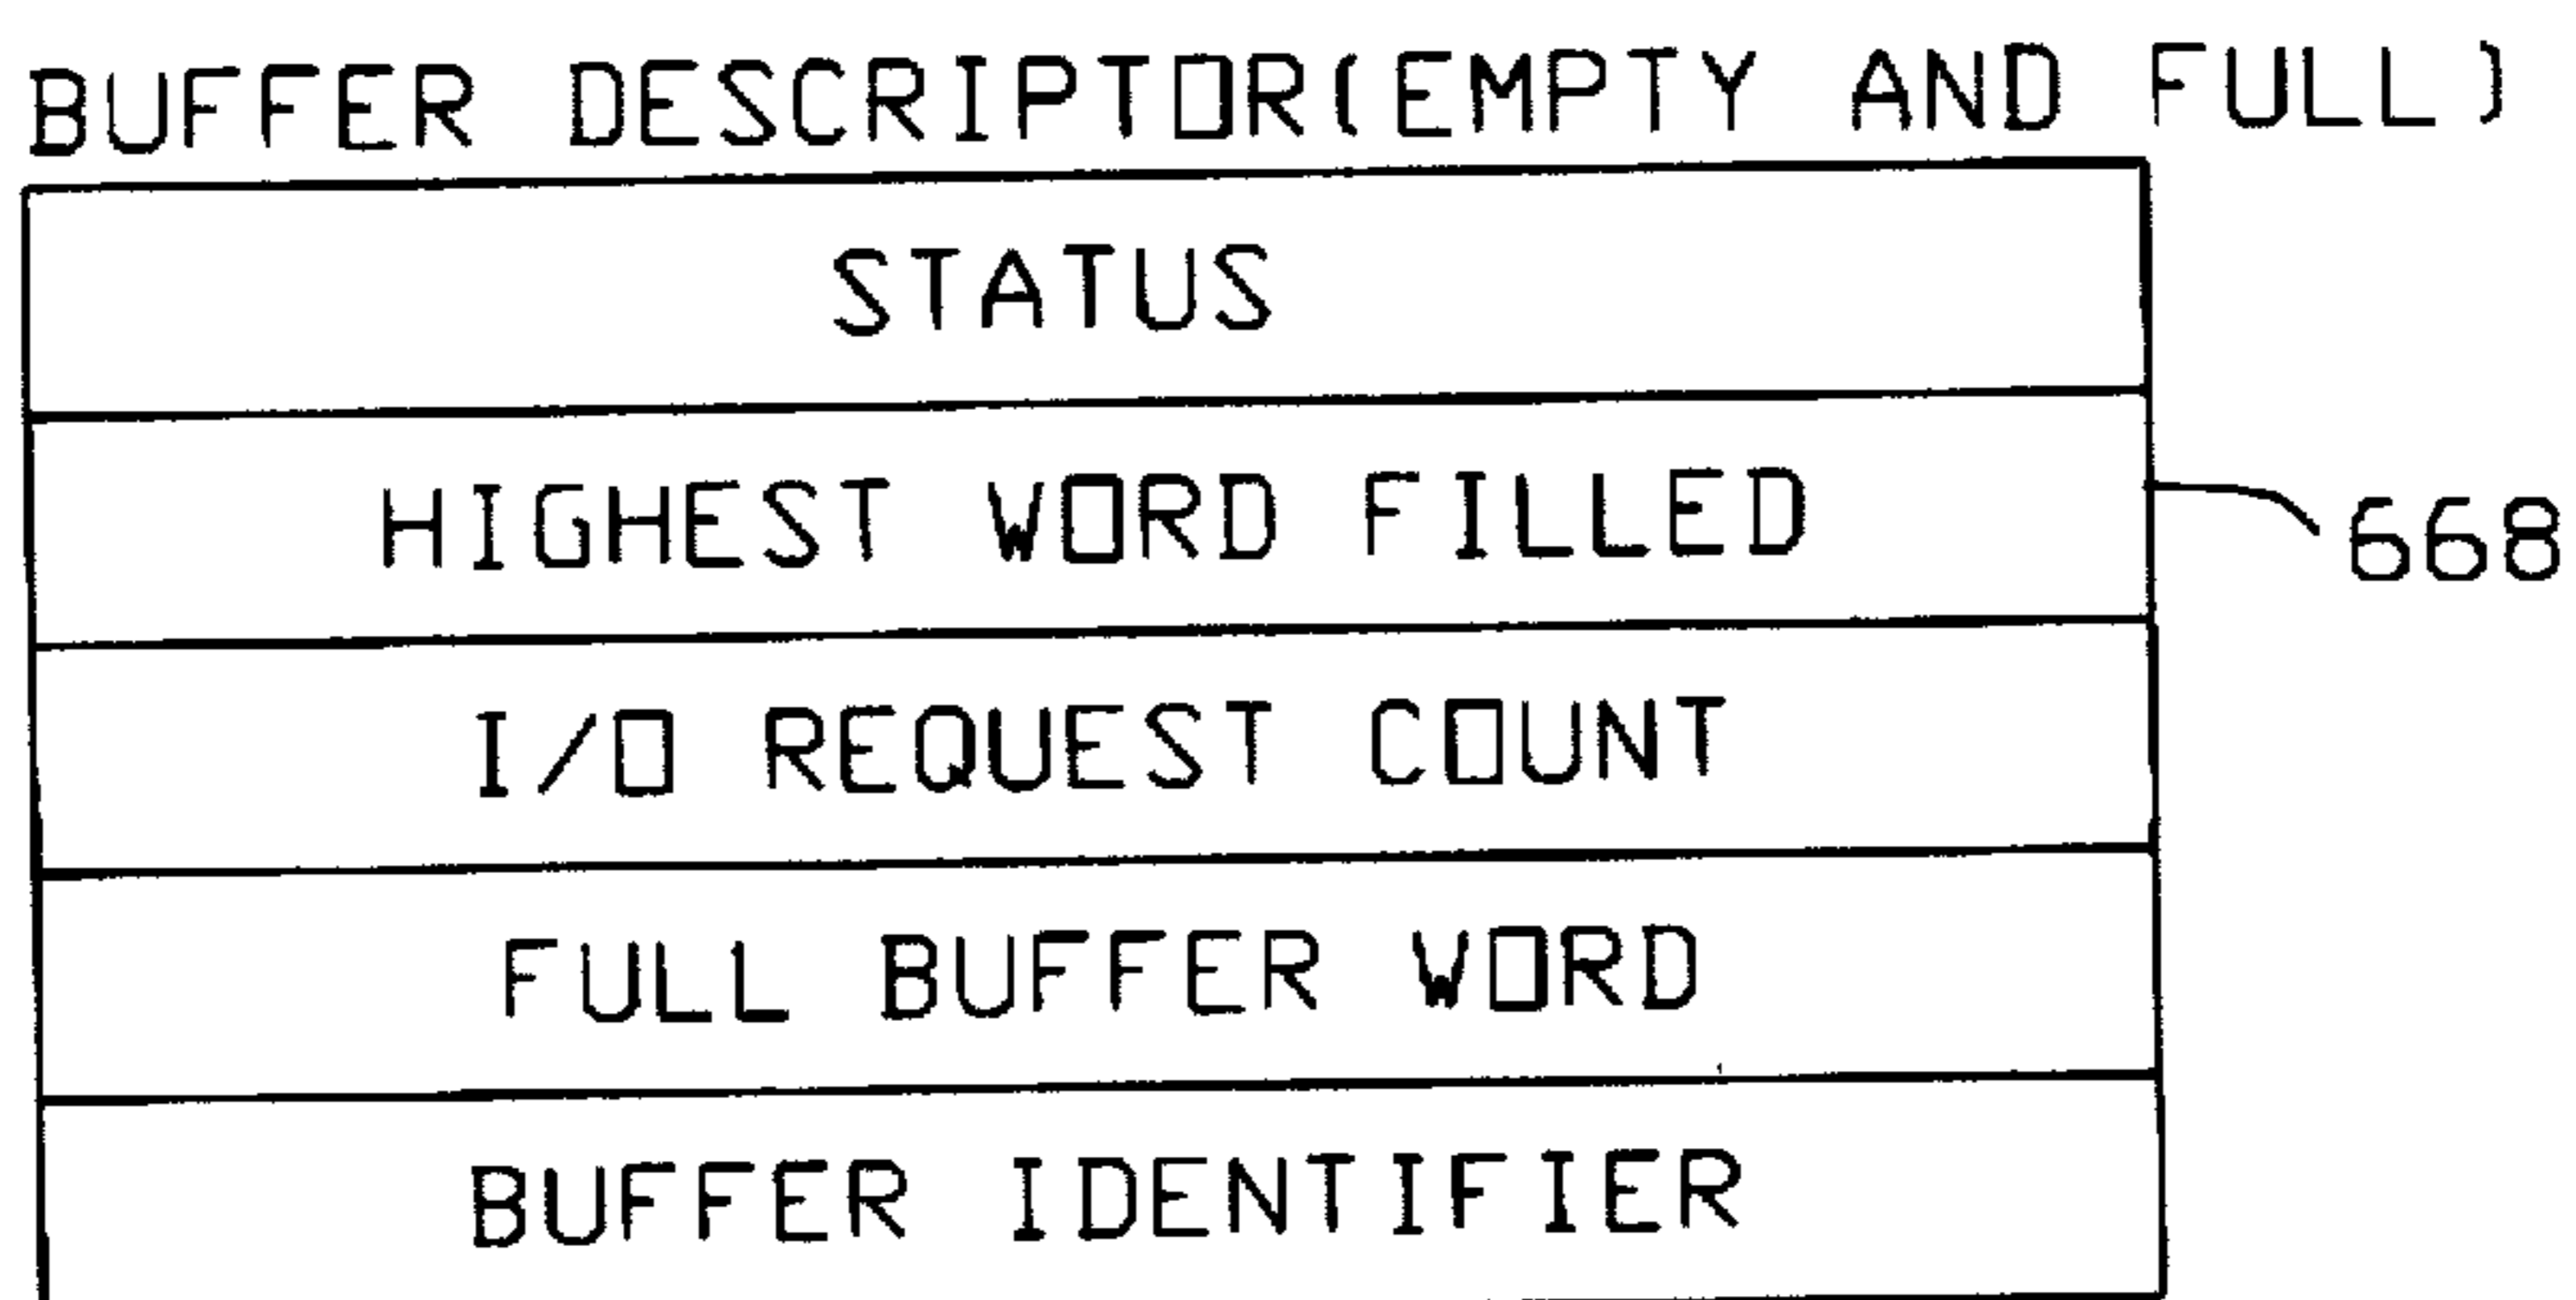 BUFFER DESCRIPTOR(EMPTY AND FULL)
STATUS
HIGHEST WORD FILLED
668
I/O REQUEST COUNT
FULL BUFFER WORD
BUFFER IDENTIFIER